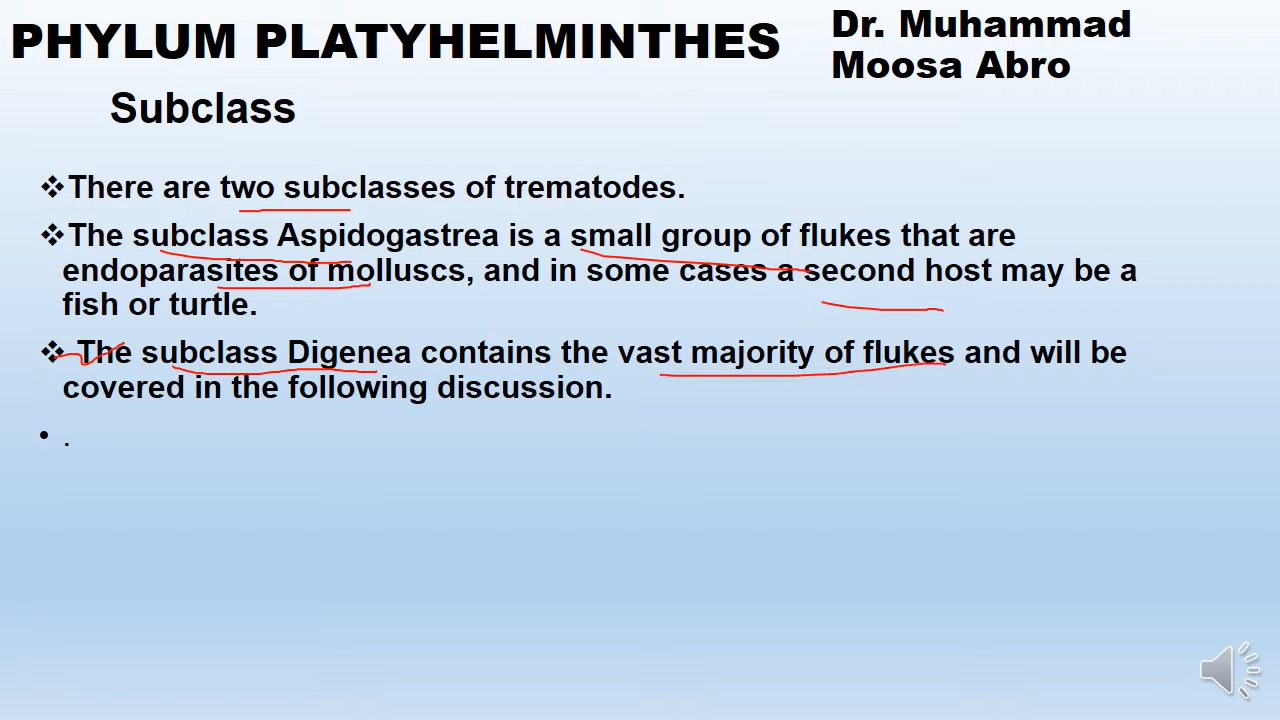 PHYLUM PLATYHELMINTHES
Dr. Muhammad
Moosa Abro
Subclass
❖There are two subclasses of trematodes.
❖The subclass Aspidogastrea is a small group of flukes that are
endoparasites of molluscs, and in some cases a second host may be a
fish or turtle.
❖ The subclass Digenea contains the vast majority of flukes and will be
covered in the following discussion.
• .